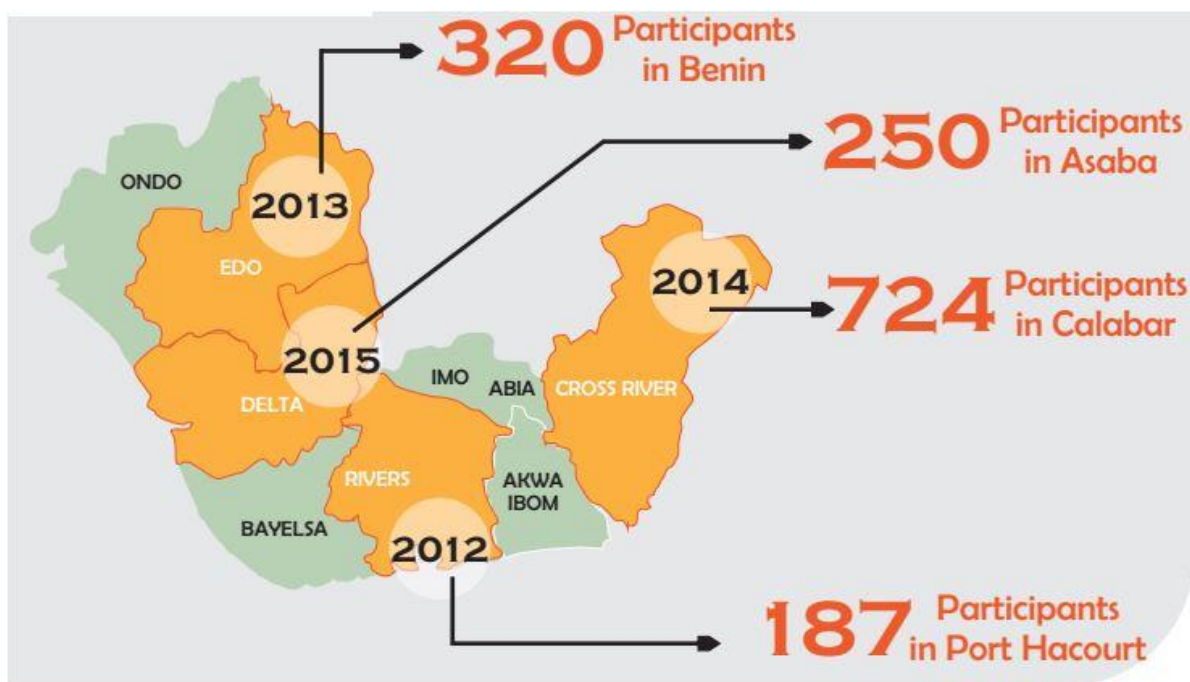 320 Participants
in Benin
250 Participants
in Asaba
ONDO
2013
EDO
2014
724 Participants
in Calabar
2015
IMO
ABIA
CROSS RIVER
DELTA
RIVERS
AKWA
IBOM
BAYELSA
2012
187 Participants
in Port Hacourt